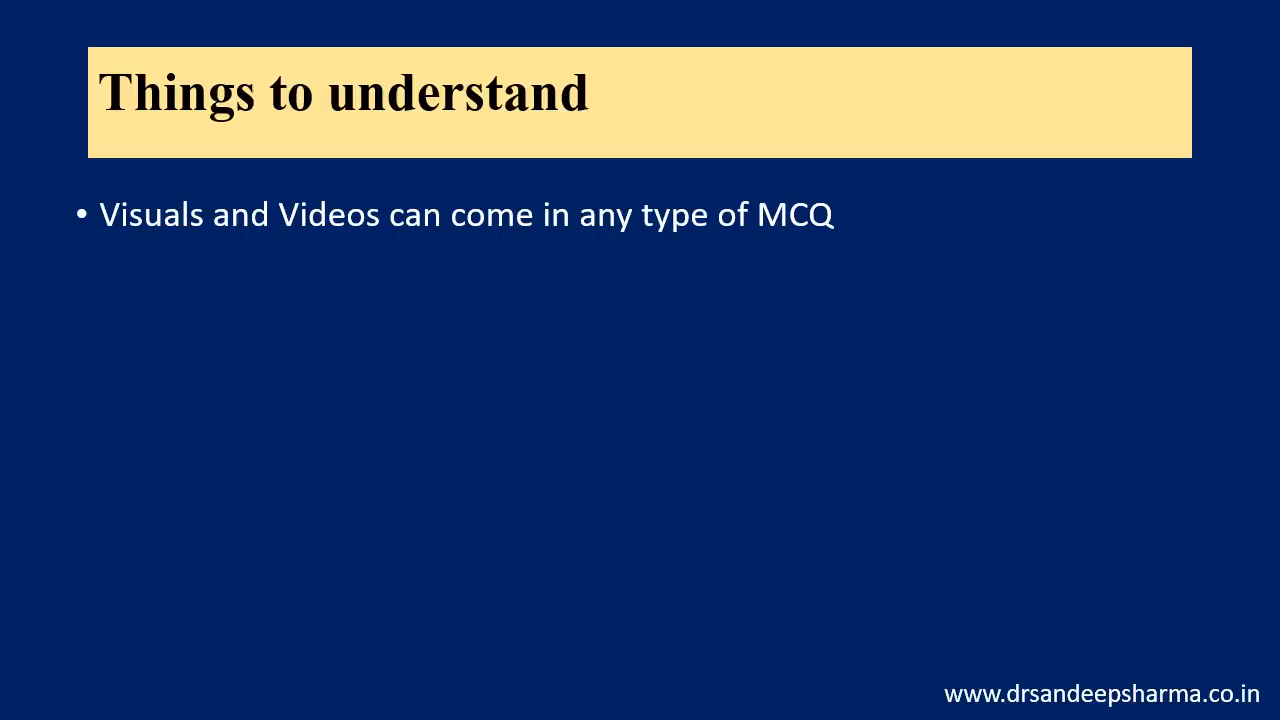 Things to understand
• Visuals and Videos can come in any type of MCQ
www.drsandeepsharma.co.in